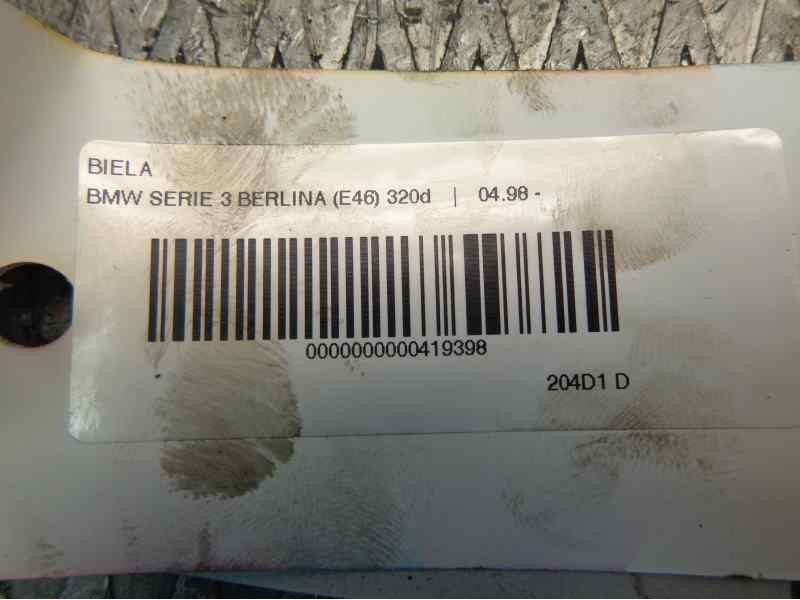 BIELA
BMW SERIE 3 BERLINA (E46) 320d | 04.98 -
0000000000419398
204D1 D